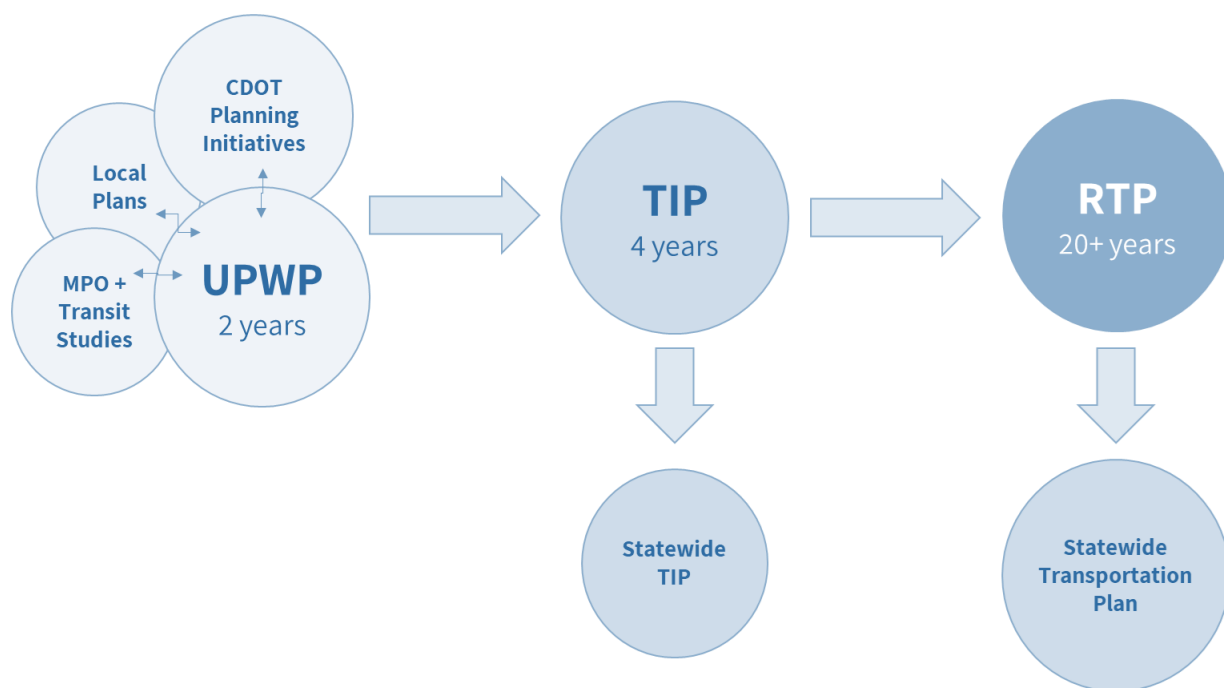 CDOT
Planning
Initiatives
Local
Plans
MPO +
Transit
Studies
UPWP
2 years
TIP
4 years
RTP
20+ years
Statewide
TIP
Statewide
Transportation
Plan